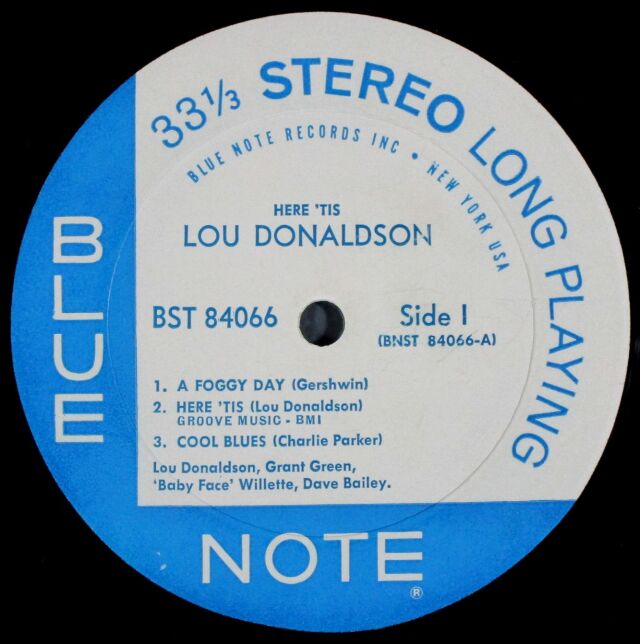 33⅓ STEREO LONG PLAYING
BLUE NOTE RECORDS INC • NEW YORK USA
HERE 'TIS
LOU DONALDSON
BST 84066
Side 1
(BNST 84066-A)
1. A FOGGY DAY (Gershwin)
2. HERE 'TIS (Lou Donaldson)
GROOVE MUSIC - BMI
3. COOL BLUES (Charlie Parker)
Lou Donaldson, Grant Green,
'Baby Face' Willette, Dave Bailey.
BLUE
NOTE ®